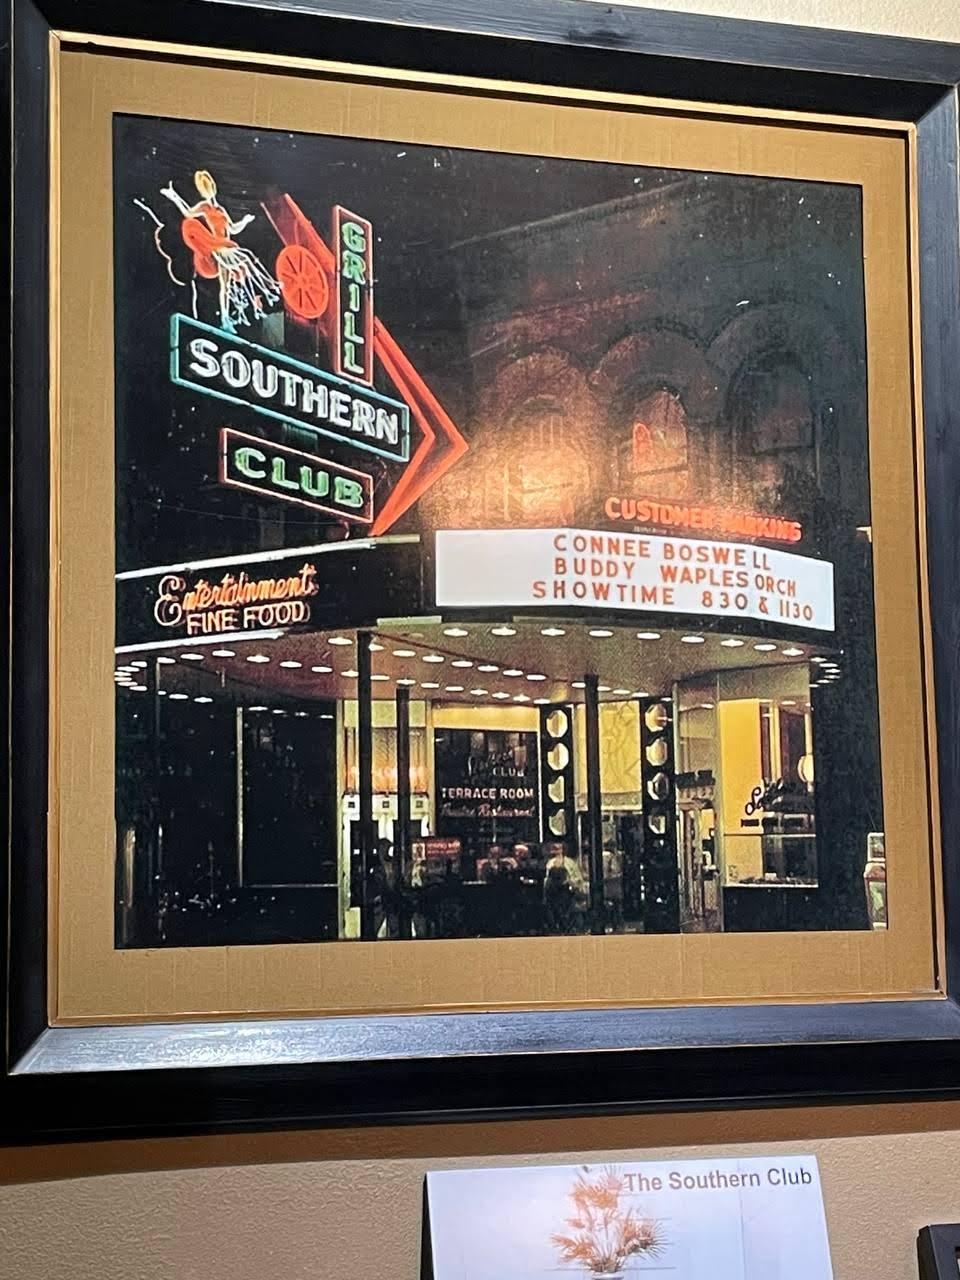 GRILL
SOUTHERN
CLUB
CUSTOMER PARKING
CONNEE BOSWELL
BUDDY WAPLES ORCH
SHOWTIME 830 & 1130
Entertainment
FINE FOOD
CLUB
TERRACE ROOM
The Southern Club